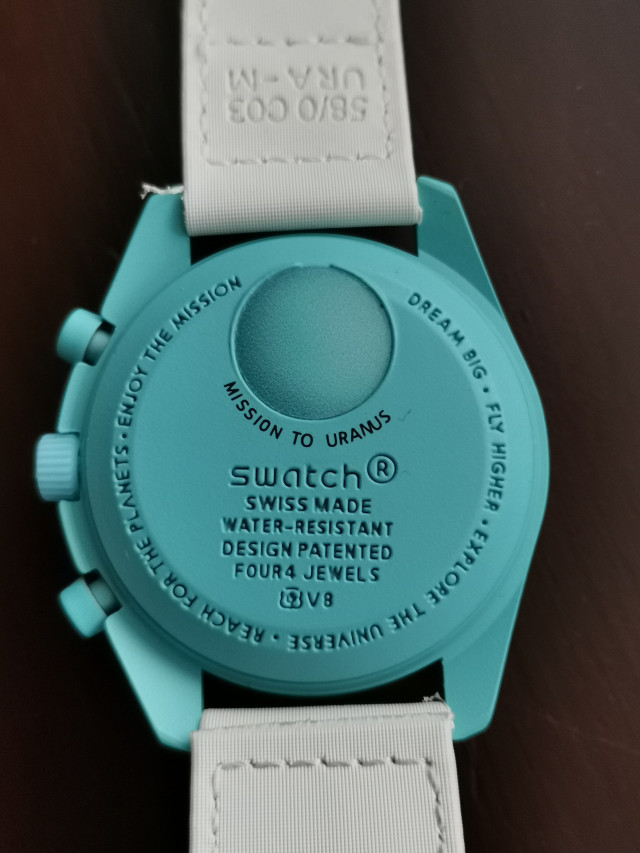 58/0 C03
URA-M
DREAM BIG • FLY HIGHER • EXPLORE THE UNIVERSE • REACH FOR THE PLANETS • ENJOY THE MISSION
MISSION TO URANUS
swatch®
SWISS MADE
WATER-RESISTANT
DESIGN PATENTED
FOUR4 JEWELS
V8